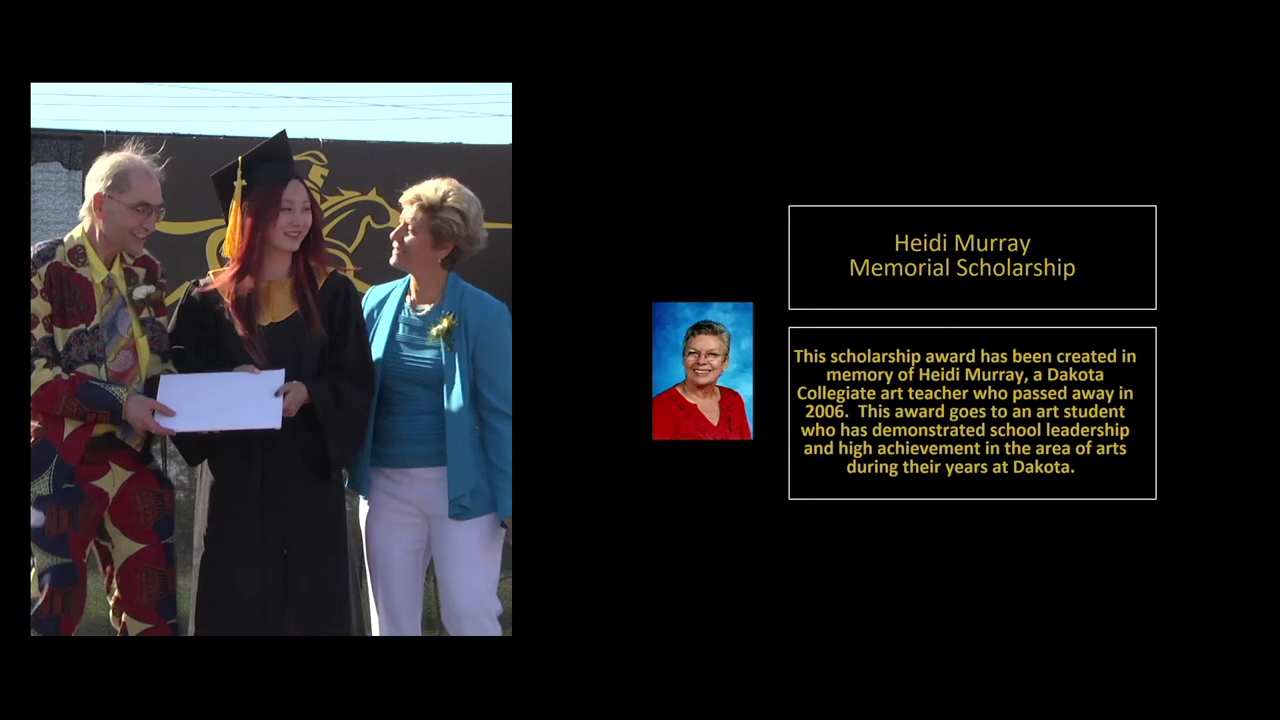 Heidi Murray
Memorial Scholarship
This scholarship award has been created in
memory of Heidi Murray, a Dakota
Collegiate art teacher who passed away in
2006.  This award goes to an art student
who has demonstrated school leadership
and high achievement in the area of arts
during their years at Dakota.